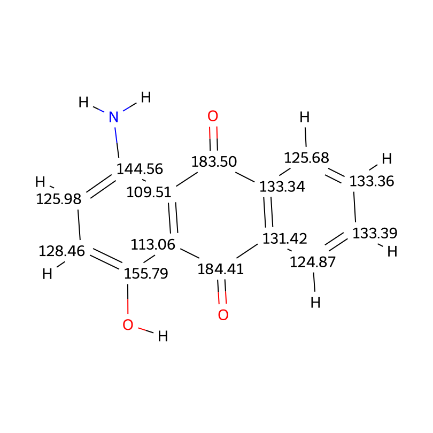 H H
N O
H
183.50
144.56 125.68 H
H 109.51 133.34 133.36
125.98
128.46 113.06 131.42 133.39
H 155.79 184.41 124.87 H
H
O O
H